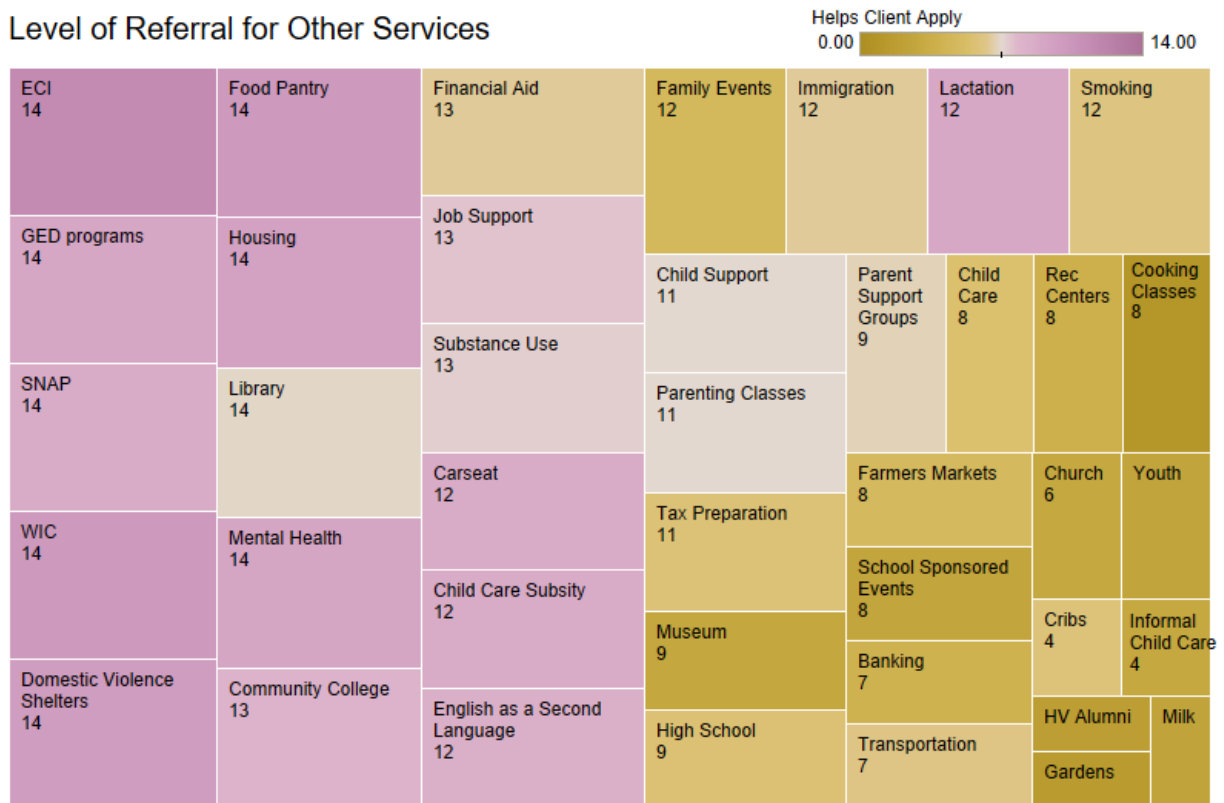 Level of Referral for Other Services
Helps Client Apply
0.00
14.00
ECI
14
GED programs
14
SNAP
14
WIC
14
Domestic Violence
Shelters
14
Food Pantry
14
Housing
14
Library
14
Mental Health
14
Community College
13
Financial Aid
13
Job Support
13
Substance Use
13
Carseat
12
Child Care Subsity
12
English as a Second
Language
12
Family Events
12
Immigration
12
Lactation
12
Smoking
12
Child Support
11
Parenting Classes
11
Tax Preparation
11
Museum
9
High School
9
Parent
Support
Groups
9
Child
Care
8
Rec
Centers
8
Cooking
Classes
8
Farmers Markets
8
School Sponsored
Events
8
Banking
7
Transportation
7
Church
6
Youth
Cribs
4
Informal
Child Care
4
HV Alumni
Gardens
Milk